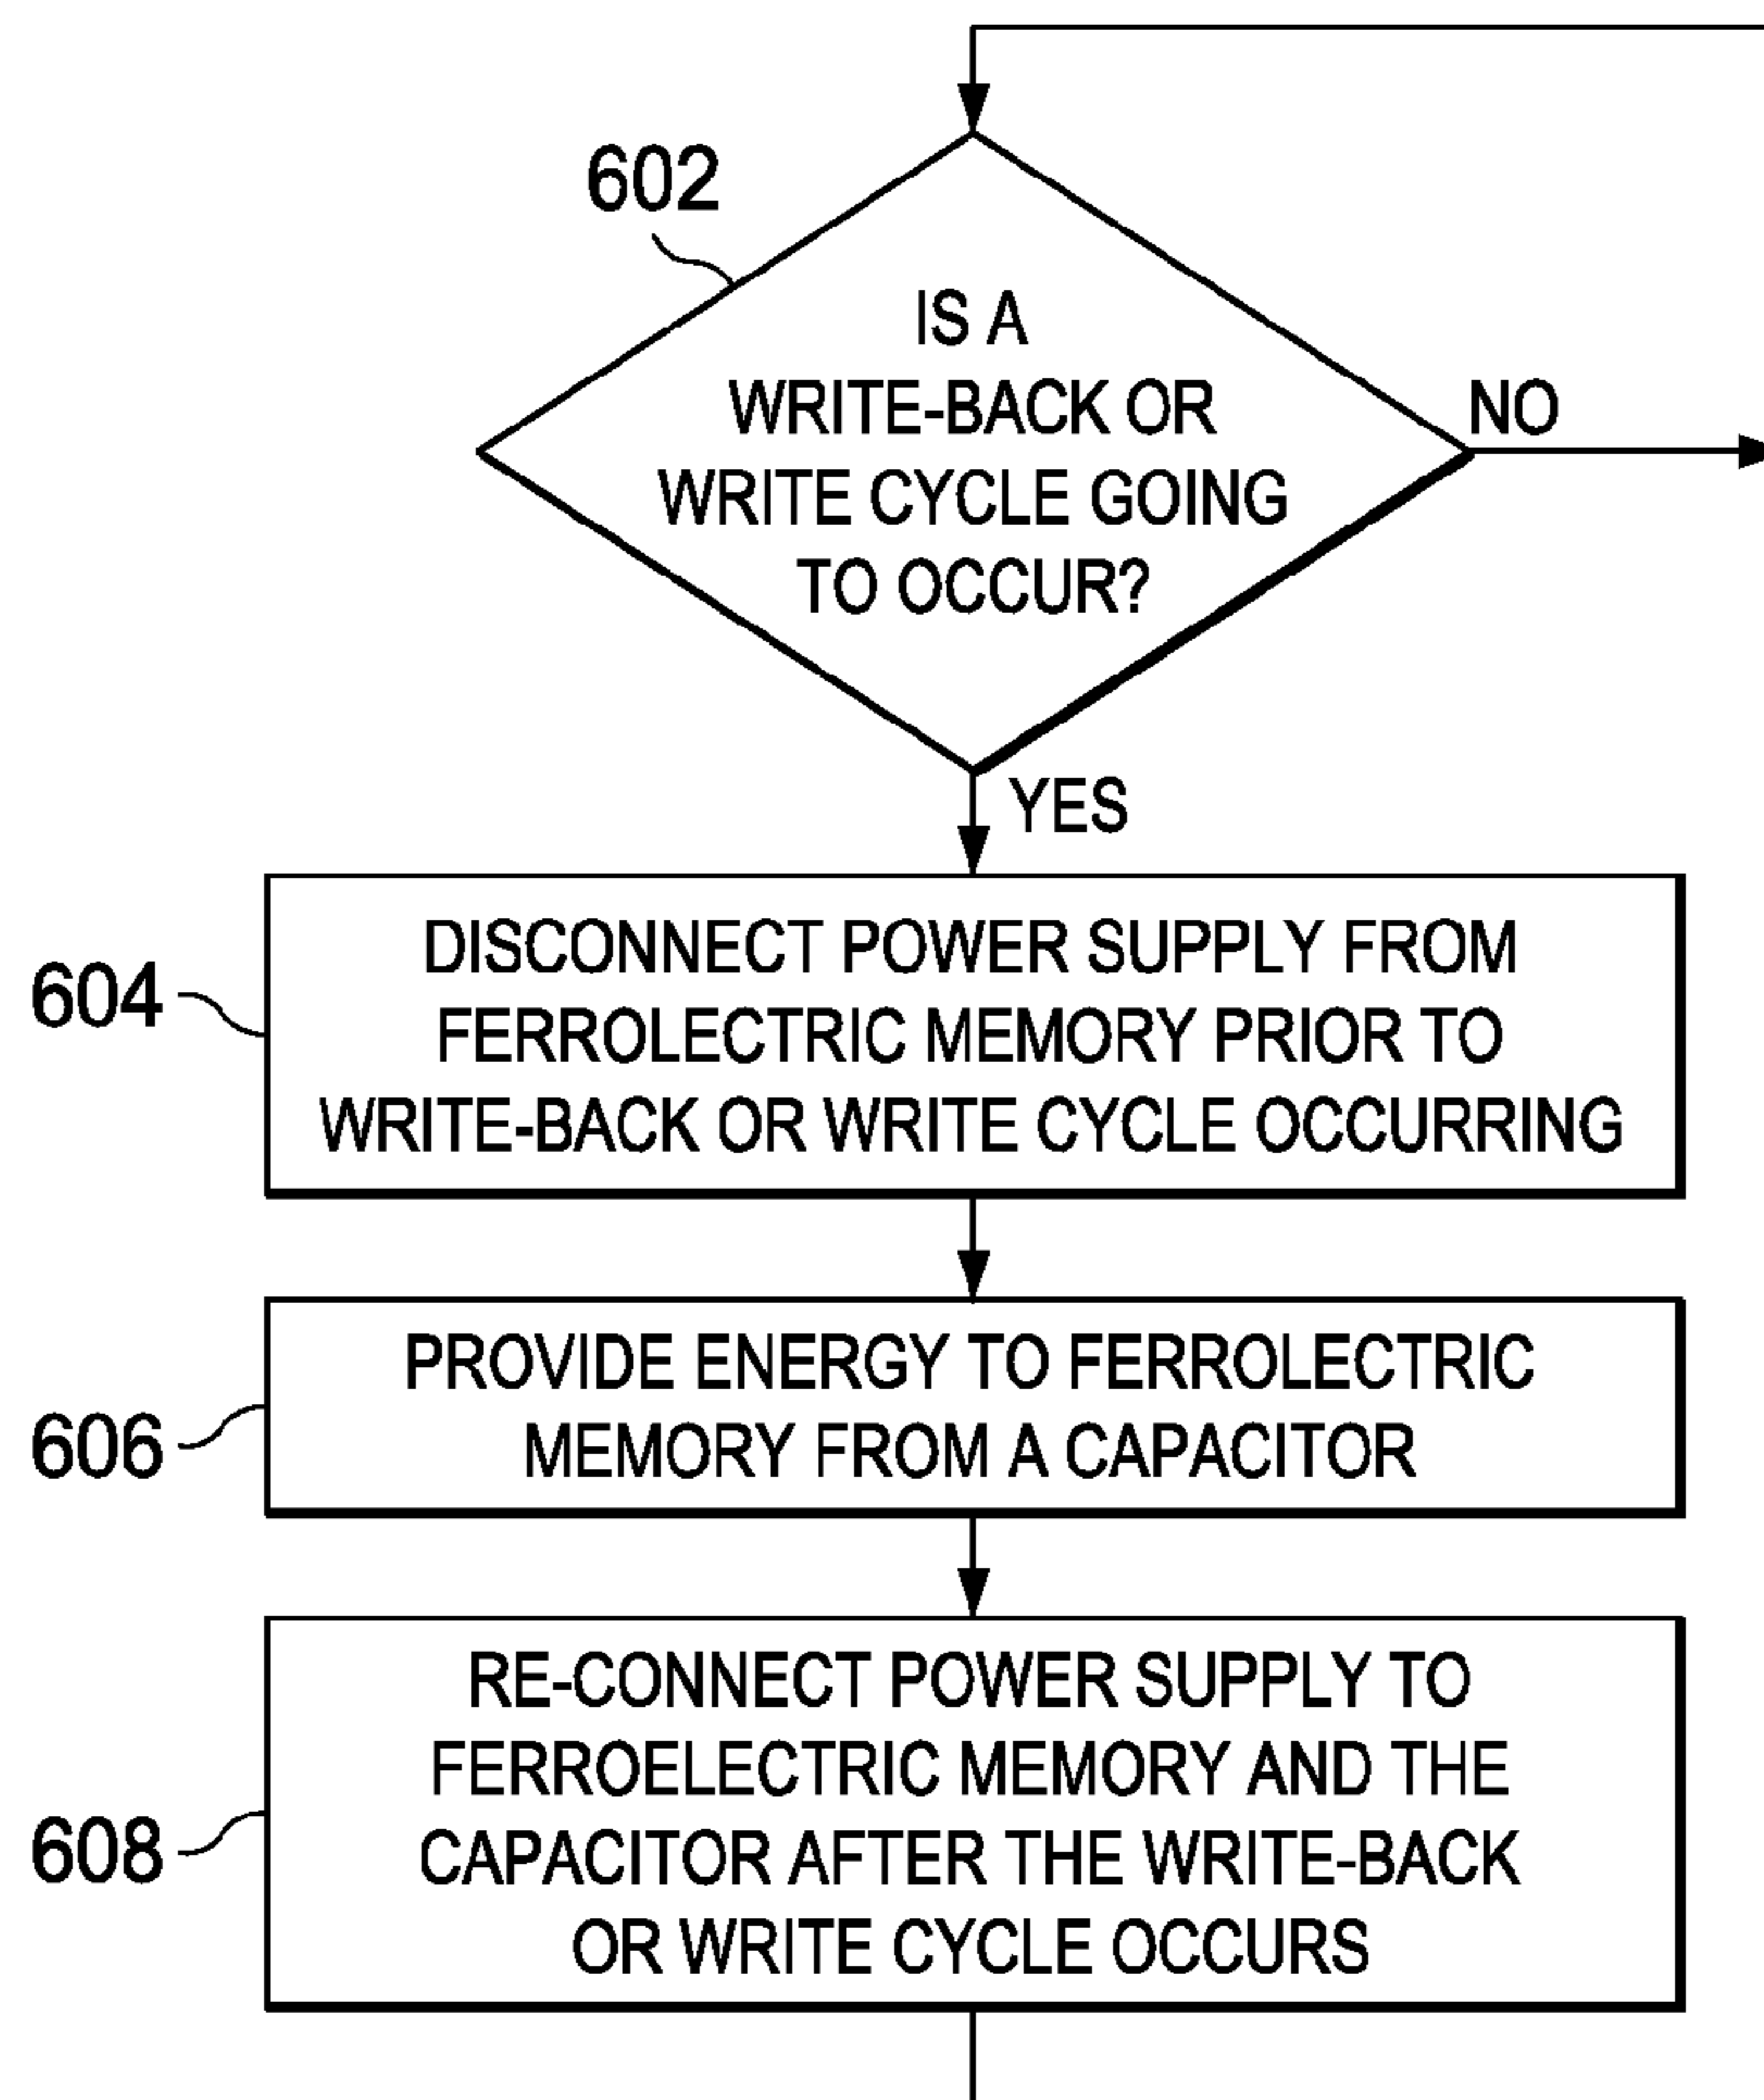 602
IS A
WRITE-BACK OR
WRITE CYCLE GOING
TO OCCUR?
NO
YES
604
DISCONNECT POWER SUPPLY FROM
FERROLECTRIC MEMORY PRIOR TO
WRITE-BACK OR WRITE CYCLE OCCURRING
606
PROVIDE ENERGY TO FERROLECTRIC
MEMORY FROM A CAPACITOR
608
RE-CONNECT POWER SUPPLY TO
FERROELECTRIC MEMORY AND THE
CAPACITOR AFTER THE WRITE-BACK
OR WRITE CYCLE OCCURS